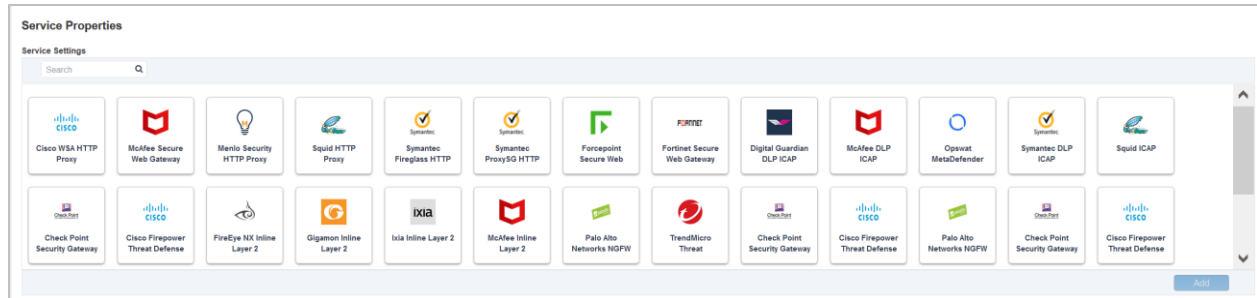 Service Properties
Service Settings
Search
CISCO
Symantec
Symantec
FORTINET
Symantec
Cisco WSA HTTP Proxy
McAfee Secure Web Gateway
Menlo Security HTTP Proxy
Squid HTTP Proxy
Symantec Fireglass HTTP
Symantec ProxySG HTTP
Forcepoint Secure Web
Fortinet Secure Web Gateway
Digital Guardian DLP ICAP
McAfee DLP ICAP
Opswat MetaDefender
Symantec DLP ICAP
Squid ICAP
Check Point
CISCO
ixia
Check Point
CISCO
Check Point
CISCO
Check Point Security Gateway
Cisco Firepower Threat Defense
FireEye NX Inline Layer 2
Gigamon Inline Layer 2
Ixia Inline Layer 2
McAfee Inline Layer 2
Palo Alto Networks NGFW
TrendMicro Threat
Check Point Security Gateway
Cisco Firepower Threat Defense
Palo Alto Networks NGFW
Check Point Security Gateway
Cisco Firepower Threat Defense
Add